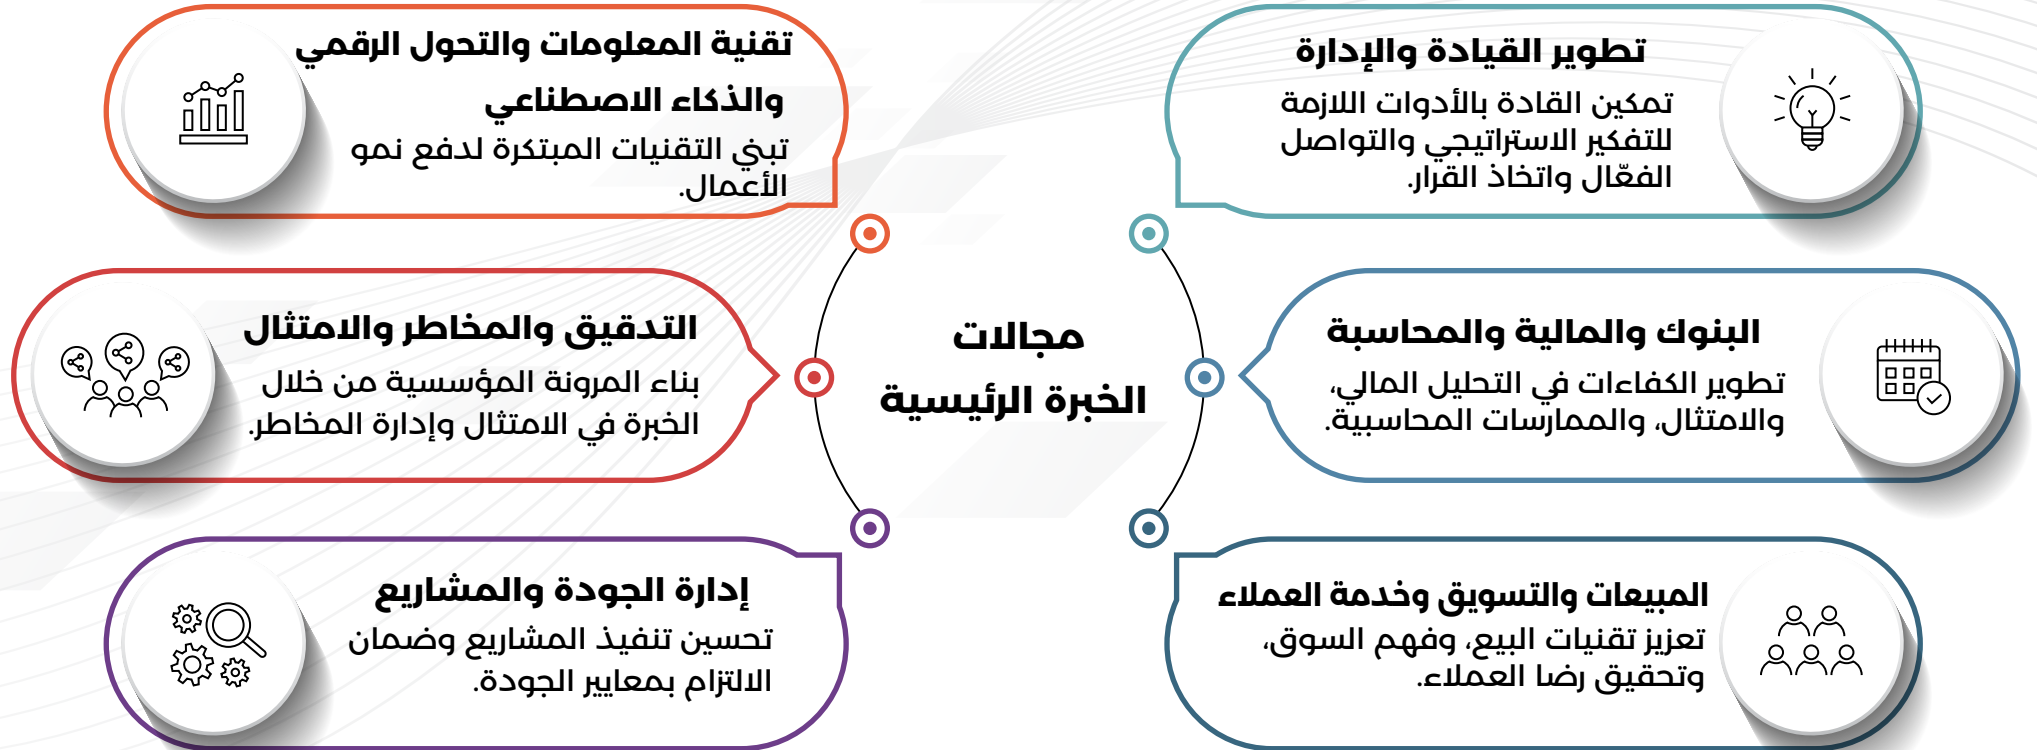 مجالات
الخبرة الرئيسية
تطوير القيادة والإدارة
تمكين القادة بالأدوات اللازمة
للتفكير الاستراتيجي والتواصل
الفعّال واتخاذ القرار.
البنوك والمالية والمحاسبة
تطوير الكفاءات في التحليل المالي،
والامتثال، والممارسات المحاسبية.
المبيعات والتسويق وخدمة العملاء
تعزيز تقنيات البيع، وفهم السوق،
وتحقيق رضا العملاء.
تقنية المعلومات والتحول الرقمي
والذكاء الاصطناعي
تبني التقنيات المبتكرة لدفع نمو
الأعمال.
التدقيق والمخاطر والامتثال
بناء المرونة المؤسسية من خلال
الخبرة في الامتثال وإدارة المخاطر.
إدارة الجودة والمشاريع
تحسين تنفيذ المشاريع وضمان
الالتزام بمعايير الجودة.